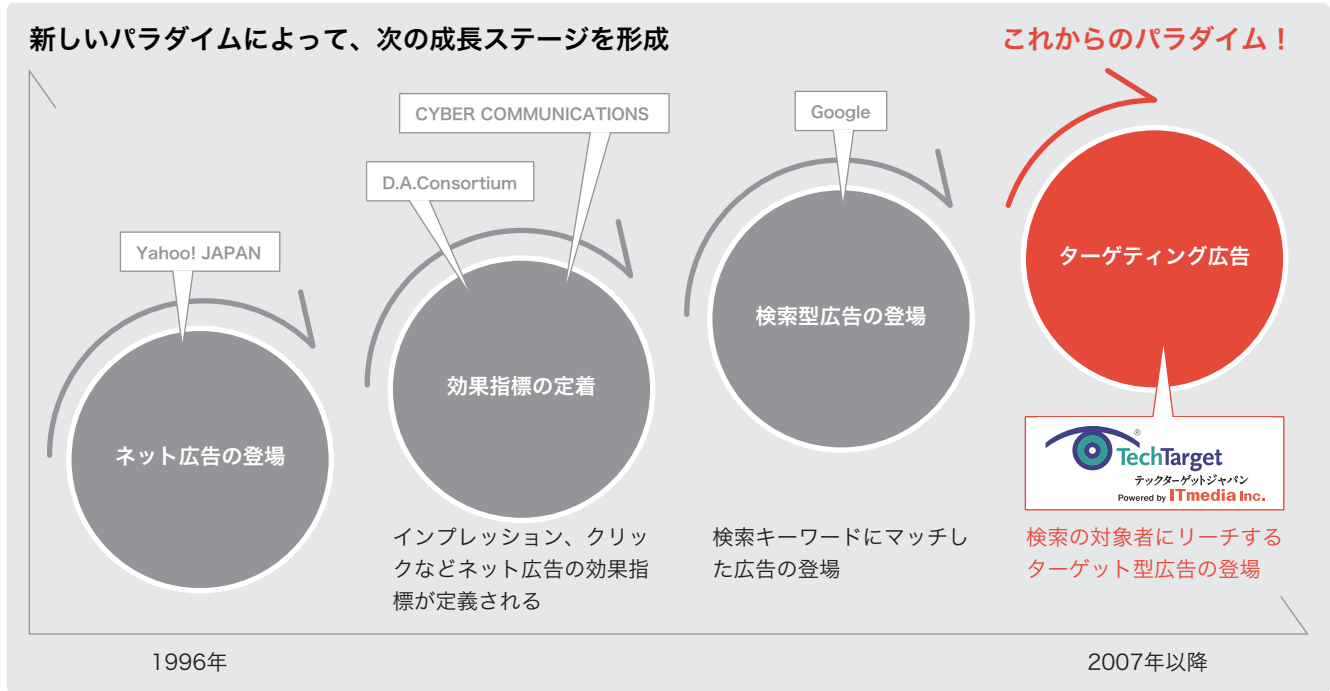 新しいパラダイムによって、次の成長ステージを形成
これからのパラダイム！
CYBER COMMUNICATIONS
Google
D.A.Consortium
Yahoo! JAPAN
ネット広告の登場
効果指標の定着
検索型広告の登場
ターゲティング広告
TechTarget®
テックターゲットジャパン
Powered by ITmedia Inc.
インプレッション、クリッ
クなどネット広告の効果指
標が定義される
検索キーワードにマッチし
た広告の登場
検索の対象者にリーチする
ターゲット型広告の登場
1996年
2007年以降